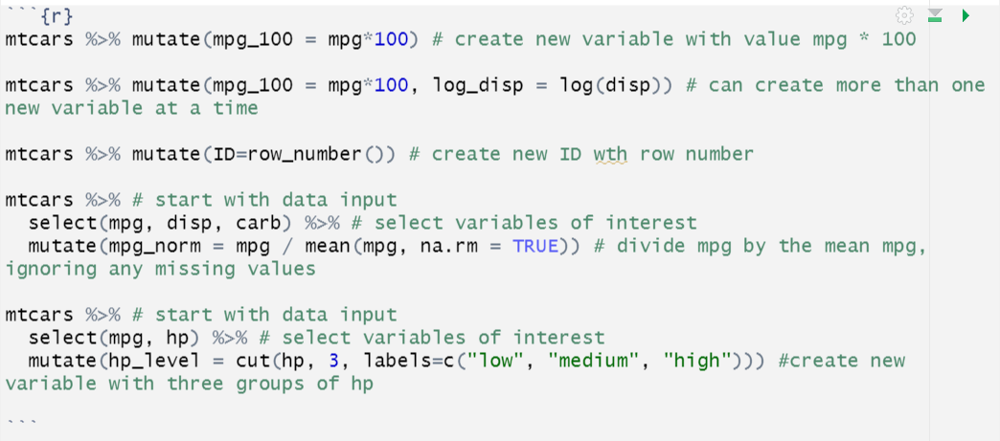 ```{r}
mtcars %>% mutate(mpg_100 = mpg*100) # create new variable with value mpg * 100
mtcars %>% mutate(mpg_100 = mpg*100, log_disp = log(disp)) # can create more than one
new variable at a time
mtcars %>% mutate(ID=row_number()) # create new ID wth row number
mtcars %>% # start with data input
  select(mpg, disp, carb) %>% # select variables of interest
  mutate(mpg_norm = mpg / mean(mpg, na.rm = TRUE)) # divide mpg by the mean mpg,
ignoring any missing values
mtcars %>% # start with data input
  select(mpg, hp) %>% # select variables of interest
  mutate(hp_level = cut(hp, 3, labels=c("low", "medium", "high"))) #create new
variable with three groups of hp
```